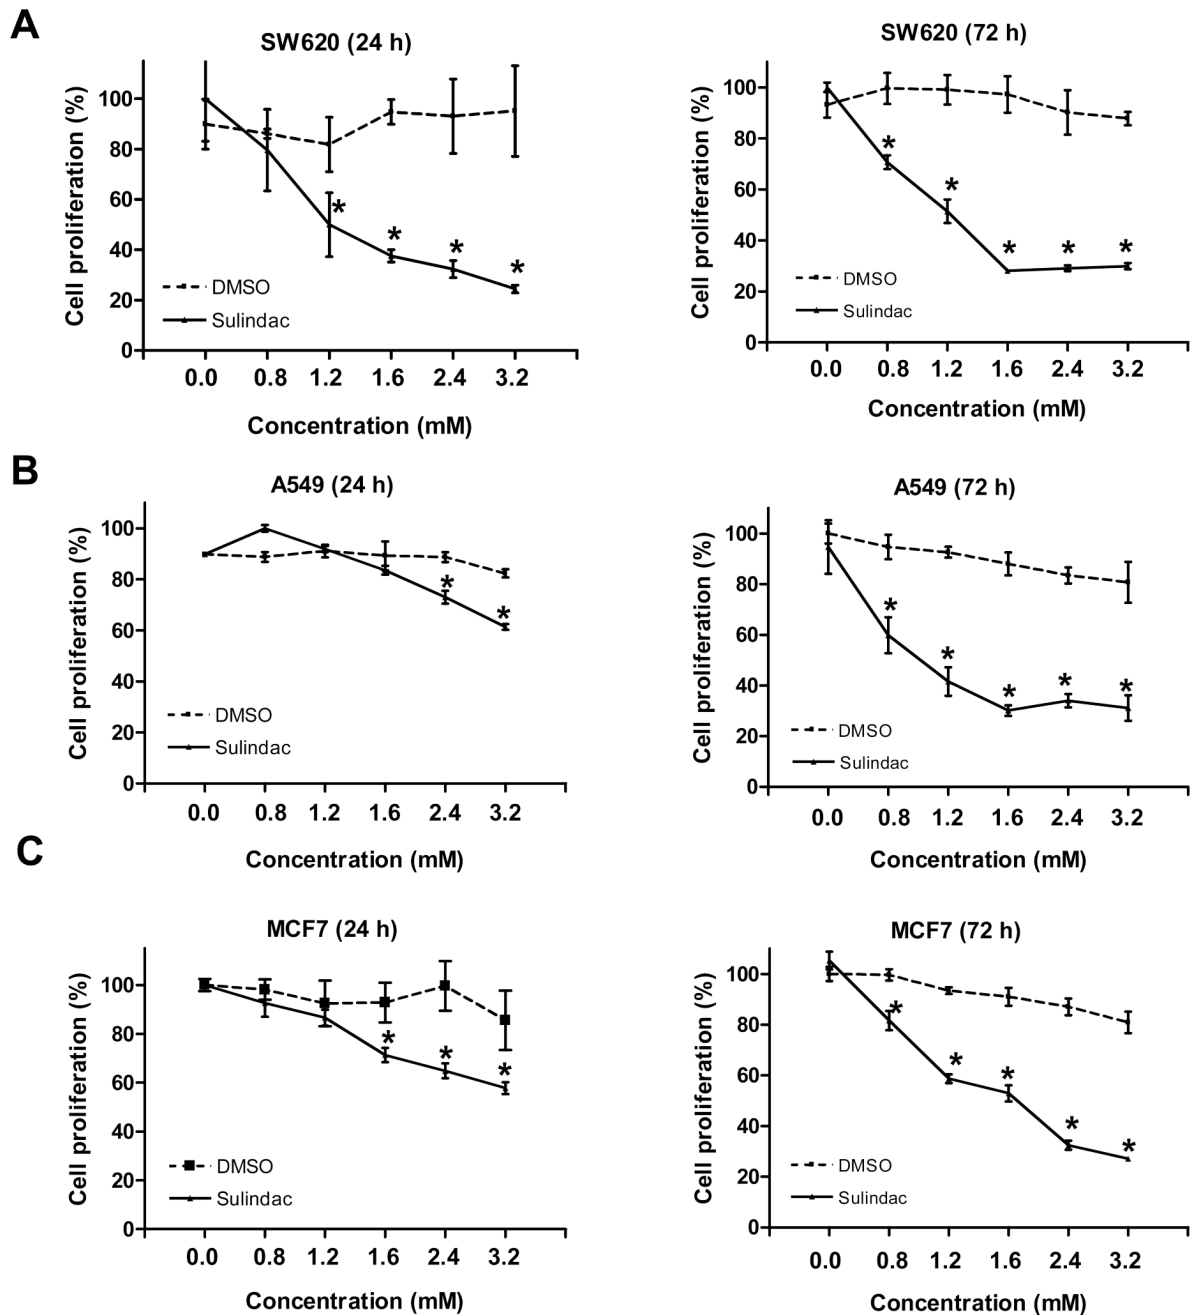 A
SW620 (24 h)
Cell proliferation (%)
100
80
60
40
20
0
DMSO
Sulindac
0.0 0.8 1.2 1.6 2.4 3.2
Concentration (mM)
SW620 (72 h)
Cell proliferation (%)
100
80
60
40
20
0
* * * * *
DMSO
Sulindac
0.0 0.8 1.2 1.6 2.4 3.2
Concentration (mM)
B
A549 (24 h)
Cell proliferation (%)
100
80
60
40
20
0
* *
DMSO
Sulindac
0.0 0.8 1.2 1.6 2.4 3.2
Concentration (mM)
A549 (72 h)
Cell proliferation (%)
100
80
60
40
20
0
* * * * *
DMSO
Sulindac
0.0 0.8 1.2 1.6 2.4 3.2
Concentration (mM)
C
MCF7 (24 h)
Cell proliferation (%)
100
80
60
40
20
0
* * *
DMSO
Sulindac
0.0 0.8 1.2 1.6 2.4 3.2
Concentration (mM)
MCF7 (72 h)
Cell proliferation (%)
100
80
60
40
20
0
* * * * *
DMSO
Sulindac
0.0 0.8 1.2 1.6 2.4 3.2
Concentration (mM)